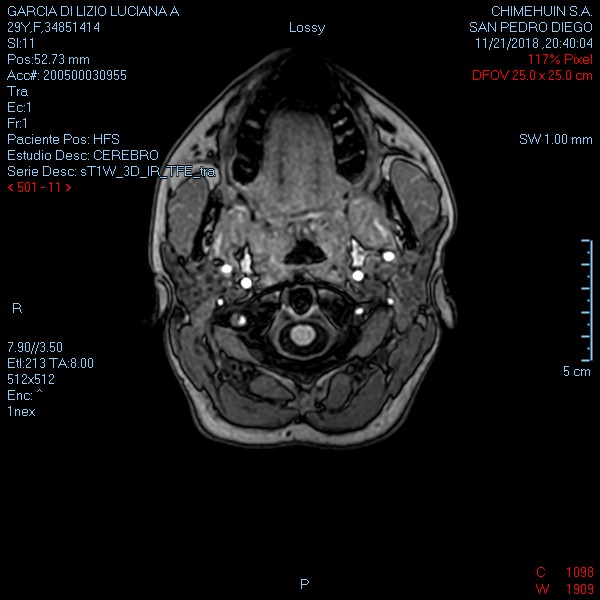 GARCIA DI LIZIO LUCIANA A
29Y,F,34851414
Sl:11
Pos:52.73 mm
Acc#: 200500030955
Tra
Ec:1
Fr:1
Paciente Pos: HFS
Estudio Desc: CEREBRO
Serie Desc: sT1W_3D_IR_TFE_tra
< 501 - 11 >
Lossy
CHIMEHUIN S.A.
SAN PEDRO DIEGO
11/21/2018 ,20:40:04
117% Pixel
DFOV 25.0 x 25.0 cm
SW 1.00 mm
R
5 cm
7.90//3.50
Etl:213 TA:8.00
512x512
Enc: ^
1nex
P
C 1098
W 1909